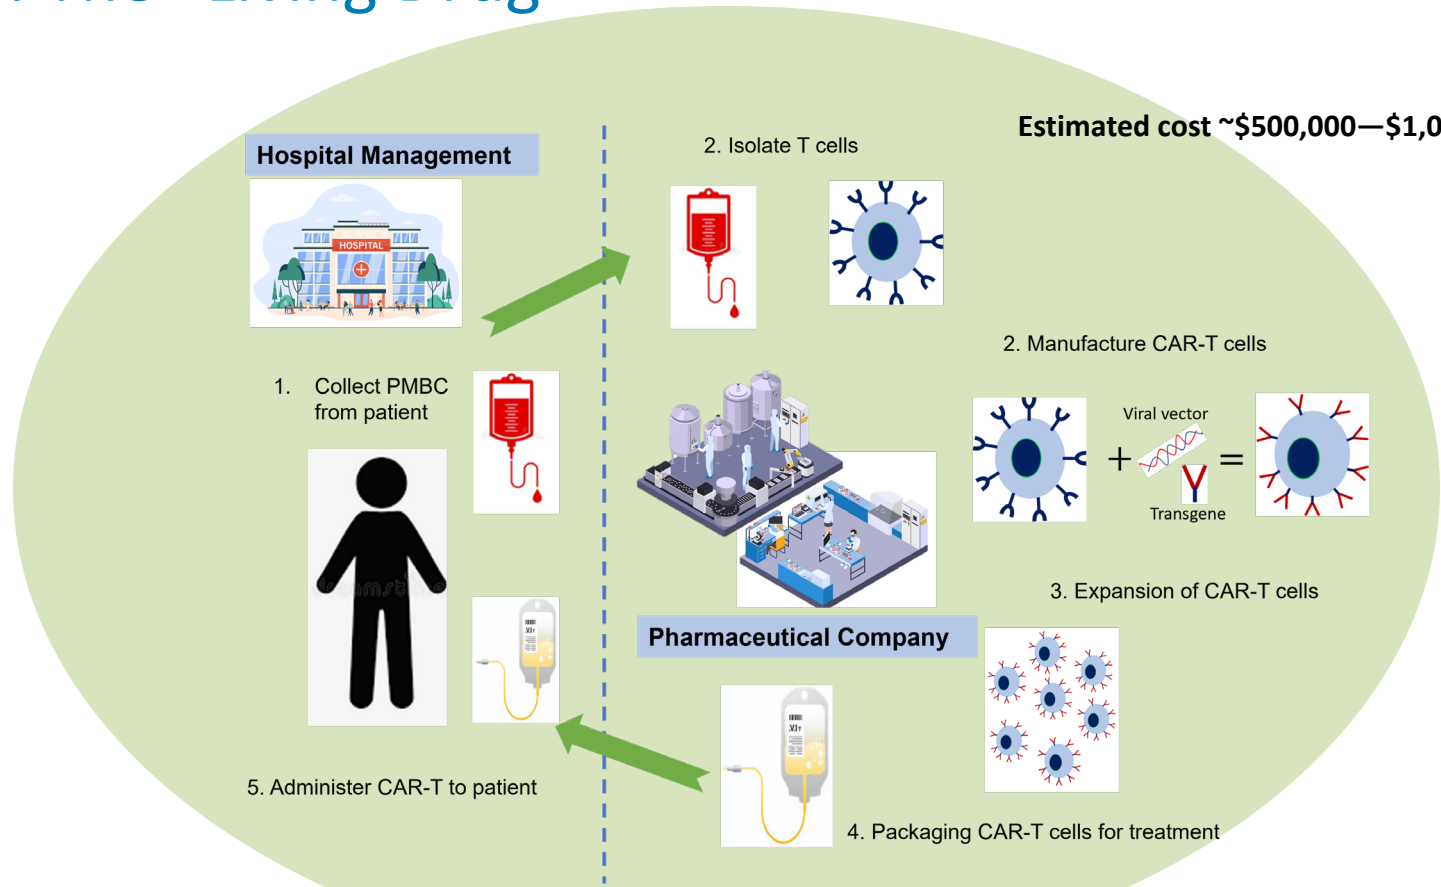 Living Drug
Estimated cost ~$500,000—$1,0
Hospital Management
2. Isolate T cells
HOSPITAL
2. Manufacture CAR-T cells
1. Collect PMBC
from patient
Viral vector
+
=
Transgene
3. Expansion of CAR-T cells
Pharmaceutical Company
5. Administer CAR-T to patient
4. Packaging CAR-T cells for treatment